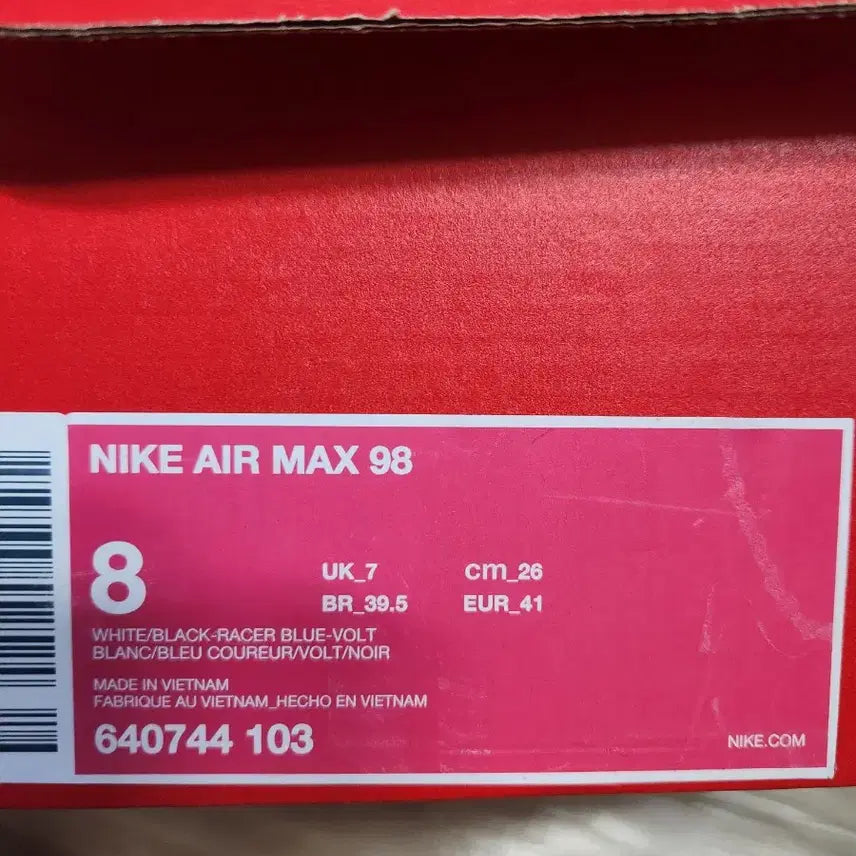 NIKE AIR MAX 98
8
UK_7 cm_26
BR_39.5 EUR_41
WHITE/BLACK-RACER BLUE-VOLT
BLANC/BLEU COUREUR/VOLT/NOIR
MADE IN VIETNAM
FABRIQUE AU VIETNAM_HECHO EN VIETNAM
640744 103
NIKE.COM